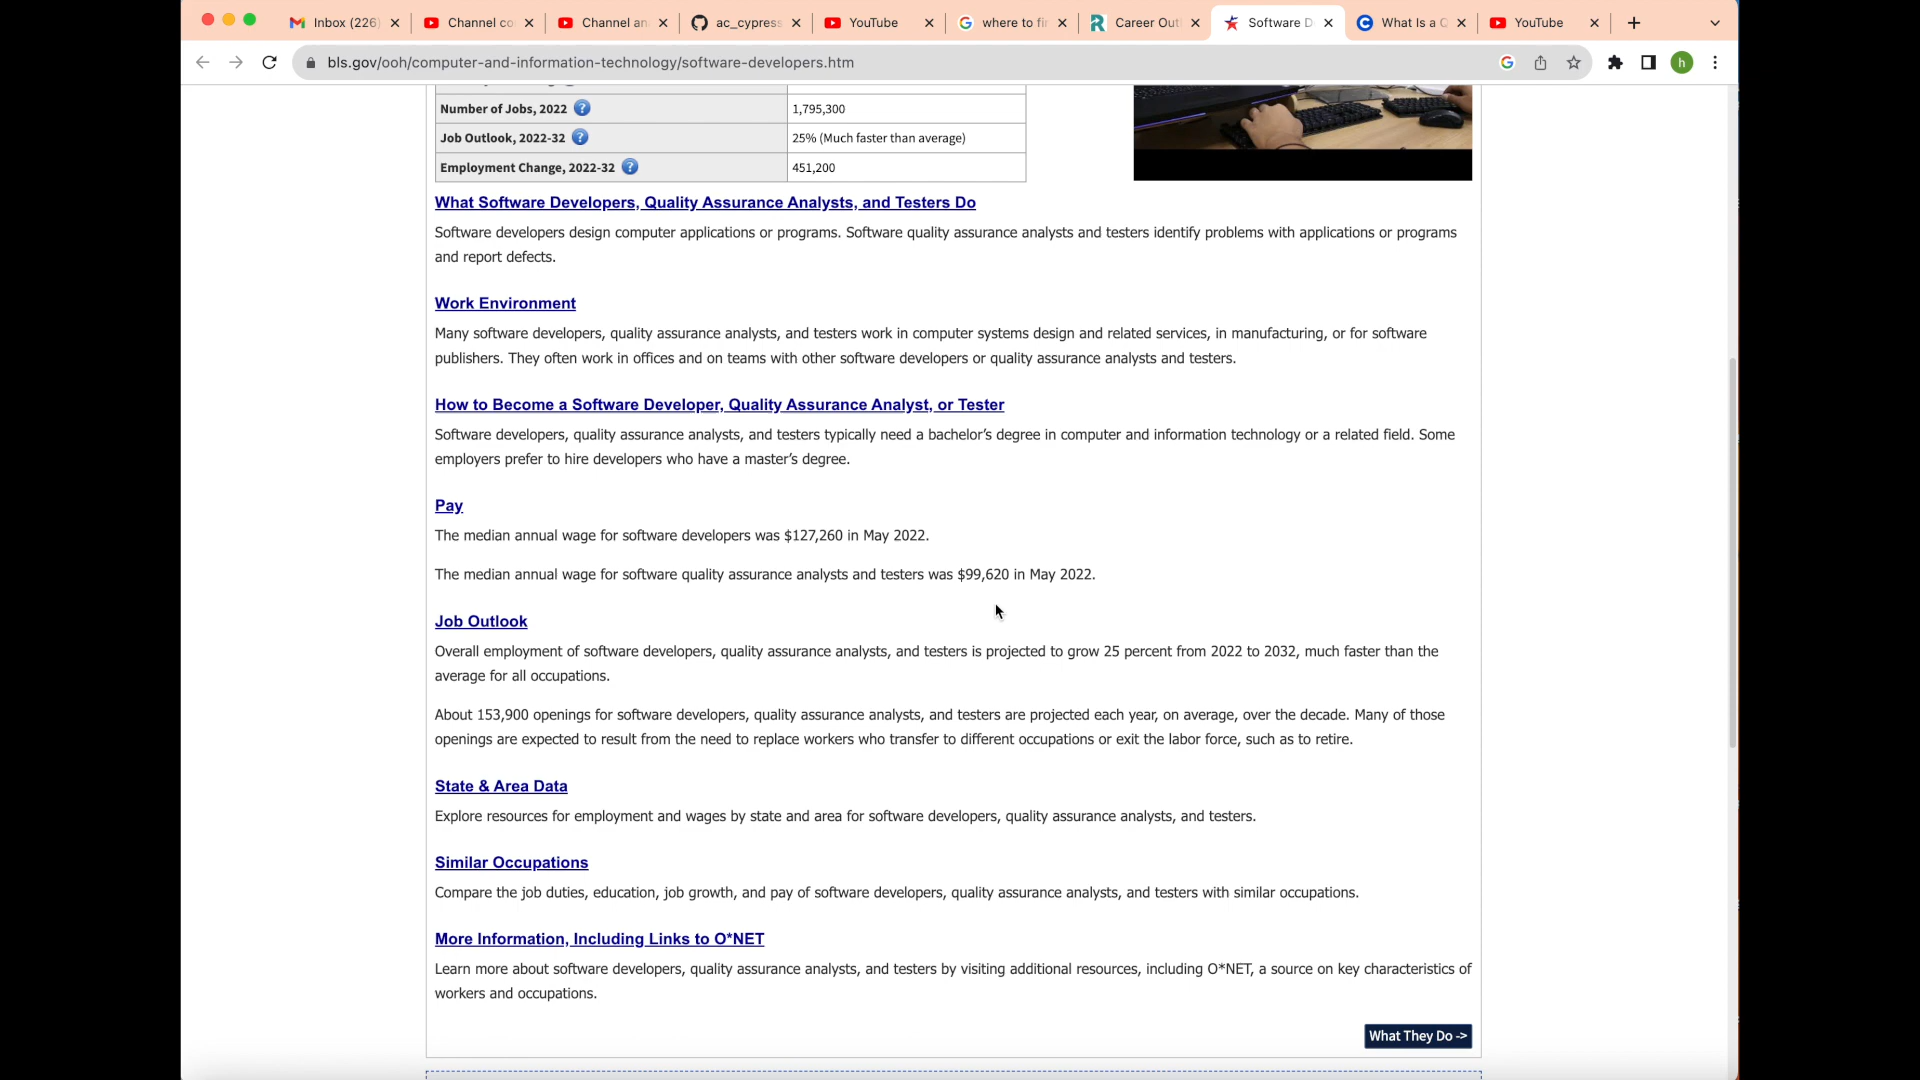 Inbox (226)
Channel co
Channel an
ac_cypress
YouTube
where to fi
Career Out
Software D
What Is a Q
YouTube
bls.gov/ooh/computer-and-information-technology/software-developers.htm
h
Number of Jobs, 2022 ? 1,795,300
Job Outlook, 2022-32 ? 25% (Much faster than average)
Employment Change, 2022-32 ? 451,200
What Software Developers, Quality Assurance Analysts, and Testers Do
Software developers design computer applications or programs. Software quality assurance analysts and testers identify problems with applications or programs
and report defects.
Work Environment
Many software developers, quality assurance analysts, and testers work in computer systems design and related services, in manufacturing, or for software
publishers. They often work in offices and on teams with other software developers or quality assurance analysts and testers.
How to Become a Software Developer, Quality Assurance Analyst, or Tester
Software developers, quality assurance analysts, and testers typically need a bachelor’s degree in computer and information technology or a related field. Some
employers prefer to hire developers who have a master’s degree.
Pay
The median annual wage for software developers was $127,260 in May 2022.
The median annual wage for software quality assurance analysts and testers was $99,620 in May 2022.
Job Outlook
Overall employment of software developers, quality assurance analysts, and testers is projected to grow 25 percent from 2022 to 2032, much faster than the
average for all occupations.
About 153,900 openings for software developers, quality assurance analysts, and testers are projected each year, on average, over the decade. Many of those
openings are expected to result from the need to replace workers who transfer to different occupations or exit the labor force, such as to retire.
State & Area Data
Explore resources for employment and wages by state and area for software developers, quality assurance analysts, and testers.
Similar Occupations
Compare the job duties, education, job growth, and pay of software developers, quality assurance analysts, and testers with similar occupations.
More Information, Including Links to O*NET
Learn more about software developers, quality assurance analysts, and testers by visiting additional resources, including O*NET, a source on key characteristics of
workers and occupations.
What They Do ->